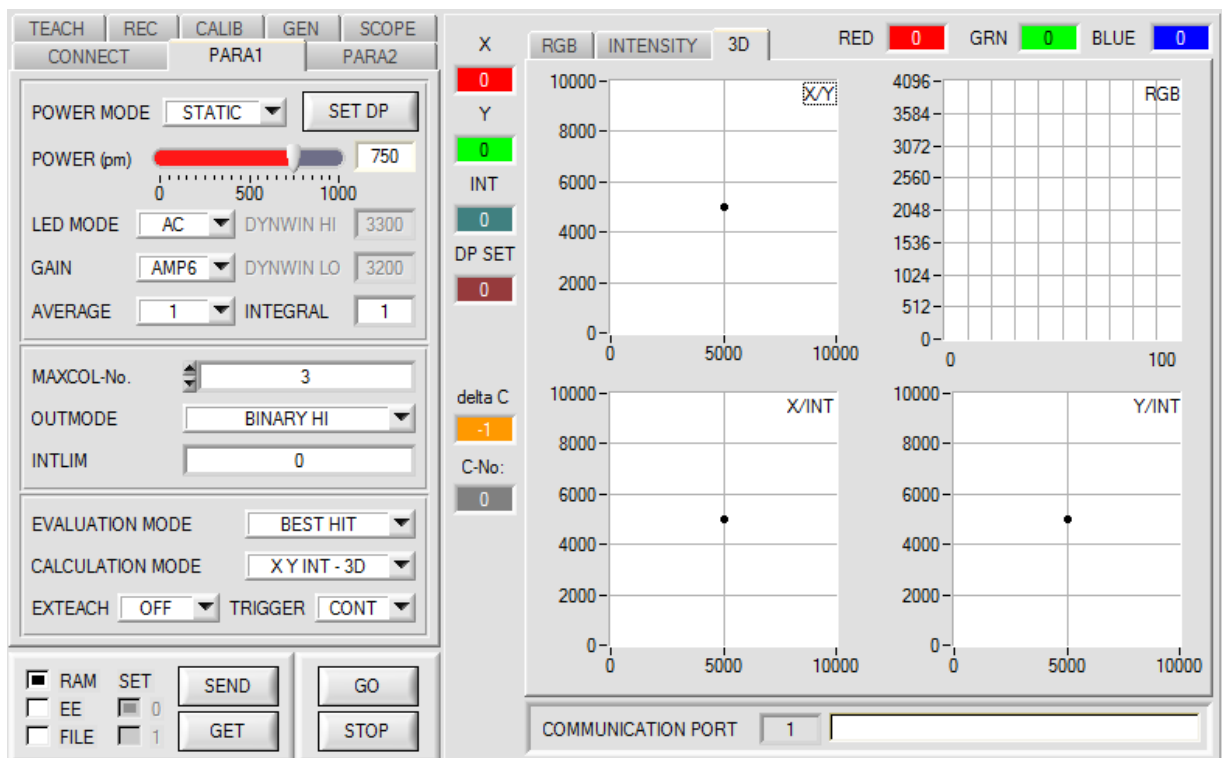 TEACH REC CALIB GEN SCOPE
CONNECT PARA1 PARA2
POWER MODE STATIC SET DP
POWER (pm) 750
0 500 1000
LED MODE AC DYNWIN HI 3300
GAIN AMP6 DYNWIN LO 3200
AVERAGE 1 INTEGRAL 1
MAXCOL-No. 3
OUTMODE BINARY HI
INTLIM 0
EVALUATION MODE BEST HIT
CALCULATION MODE X Y INT - 3D
EXTEACH OFF TRIGGER CONT
RAM SET SEND GO
EE 0
FILE 1 GET STOP
X
0
Y
0
INT
0
DP SET
0
delta C
-1
C-No:
0
RGB INTENSITY 3D RED 0 GRN 0 BLUE 0
X/Y
10000
8000
6000
4000
2000
0
0 5000 10000
RGB
4096
3584
3072
2560
2048
1536
1024
512
0
0 100
X/INT
10000
8000
6000
4000
2000
0
0 5000 10000
Y/INT
10000
8000
6000
4000
2000
0
0 5000 10000
COMMUNICATION PORT 1